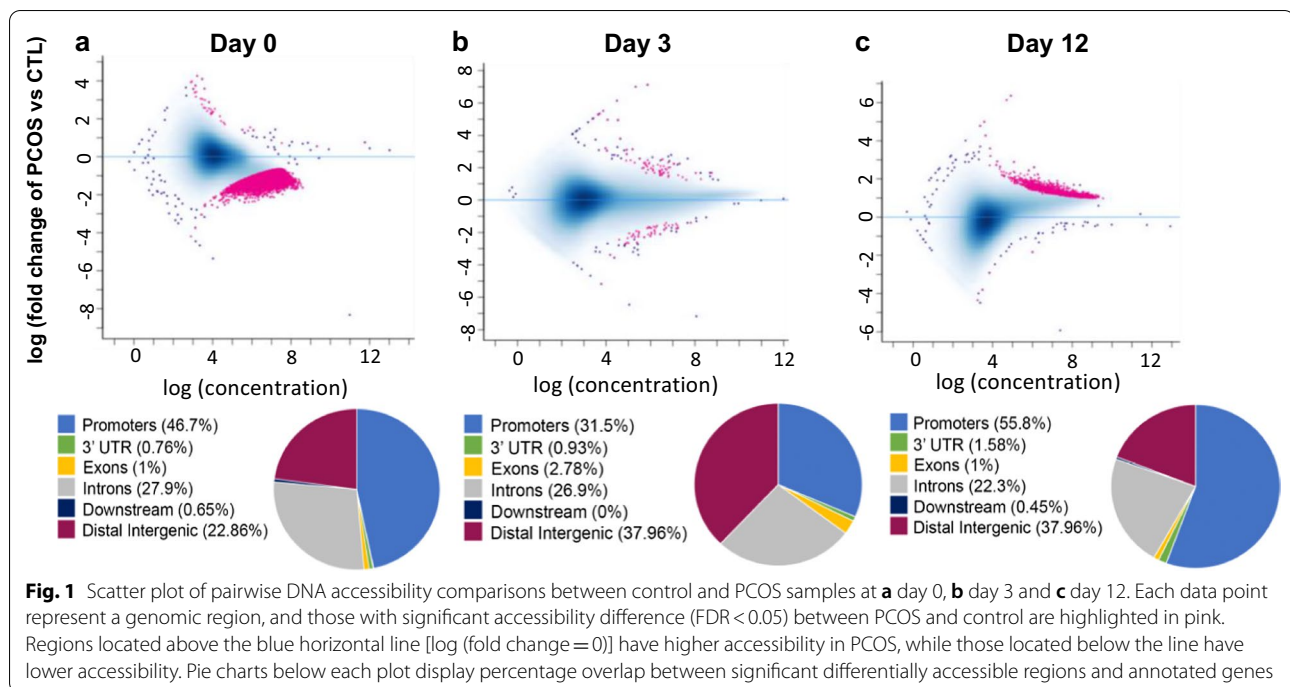 a Day 0
b Day 3
c Day 12
log (fold change of PCOS vs CTL)
4
2
0
-2
-4
-6
-8
0 4 8 12
log (concentration)
8
6
4
2
0
-2
-4
-6
-8
0 2 4 6 8 10 12
log (concentration)
6
4
2
0
-2
-4
-6
0 4 8 12
log (concentration)
Promoters (46.7%)
3' UTR (0.76%)
Exons (1%)
Introns (27.9%)
Downstream (0.65%)
Distal Intergenic (22.86%)
Promoters (31.5%)
3' UTR (0.93%)
Exons (2.78%)
Introns (26.9%)
Downstream (0%)
Distal Intergenic (37.96%)
Promoters (55.8%)
3' UTR (1.58%)
Exons (1%)
Introns (22.3%)
Downstream (0.45%)
Distal Intergenic (37.96%)
Fig. 1 Scatter plot of pairwise DNA accessibility comparisons between control and PCOS samples at a day 0, b day 3 and c day 12. Each data point
represent a genomic region, and those with significant accessibility difference (FDR < 0.05) between PCOS and control are highlighted in pink.
Regions located above the blue horizontal line [log (fold change = 0)] have higher accessibility in PCOS, while those located below the line have
lower accessibility. Pie charts below each plot display percentage overlap between significant differentially accessible regions and annotated genes